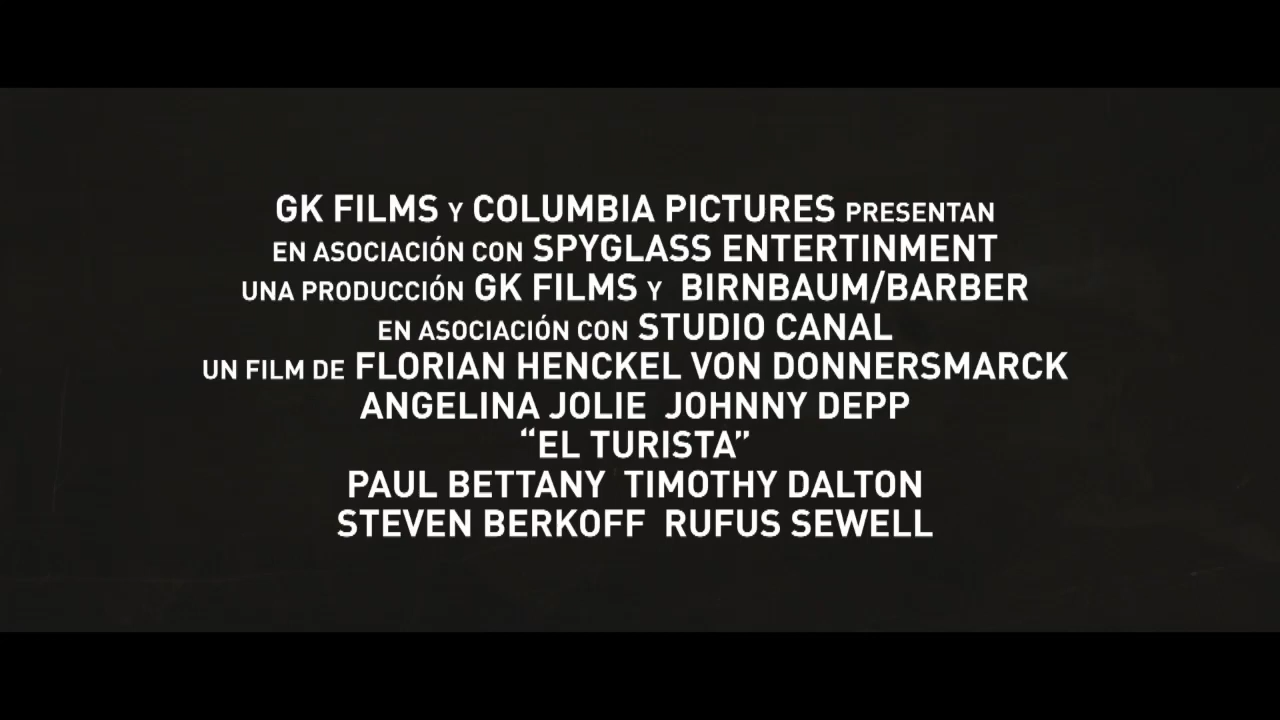 GK FILMS Y COLUMBIA PICTURES PRESENTAN
EN ASOCIACIÓN CON SPYGLASS ENTERTINMENT
UNA PRODUCCIÓN GK FILMS Y BIRNBAUM/BARBER
EN ASOCIACIÓN CON STUDIO CANAL
UN FILM DE FLORIAN HENCKEL VON DONNERSMARCK
ANGELINA JOLIE JOHNNY DEPP
“EL TURISTA”
PAUL BETTANY TIMOTHY DALTON
STEVEN BERKOFF RUFUS SEWELL